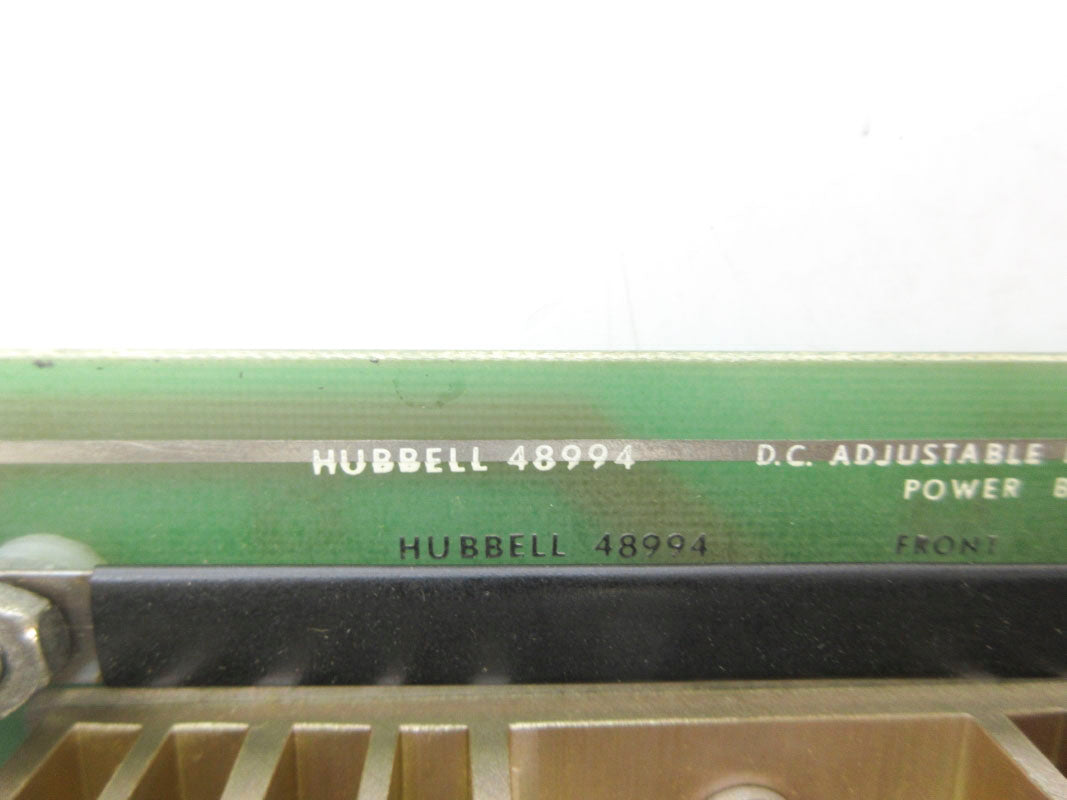 HUBBELL 48994 D.C. ADJUSTABLE
POWER
HUBBELL 48994 FRONT